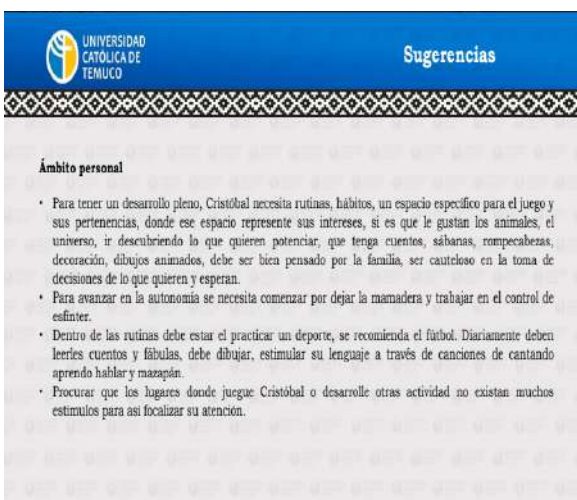 UNIVERSIDAD
CATÓLICA DE
TEMUCO
Sugerencias
Ámbito personal
• Para tener un desarrollo pleno, Cristóbal necesita rutinas, hábitos, un espacio específico para el juego y
sus pertenencias, donde ese espacio represente sus intereses, si es que le gustan los animales, el
universo, ir descubriendo lo que quieren potenciar, que tenga cuentos, sábanas, rompecabezas,
decoración, dibujos animados, debe ser bien pensado por la familia, ser cauteloso en la toma de
decisiones de lo que quieren y esperan.
• Para avanzar en la autonomía se necesita comenzar por dejar la mamadera y trabajar en el control de
esfínter.
• Dentro de las rutinas debe estar el practicar un deporte, se recomienda el fútbol. Diariamente deben
leerles cuentos y fábulas, debe dibujar, estimular su lenguaje a través de canciones de cantando
aprendo hablar y mazapán.
• Procurar que los lugares donde juegue Cristóbal o desarrolle otras actividad no existan muchos
estímulos para así focalizar su atención.